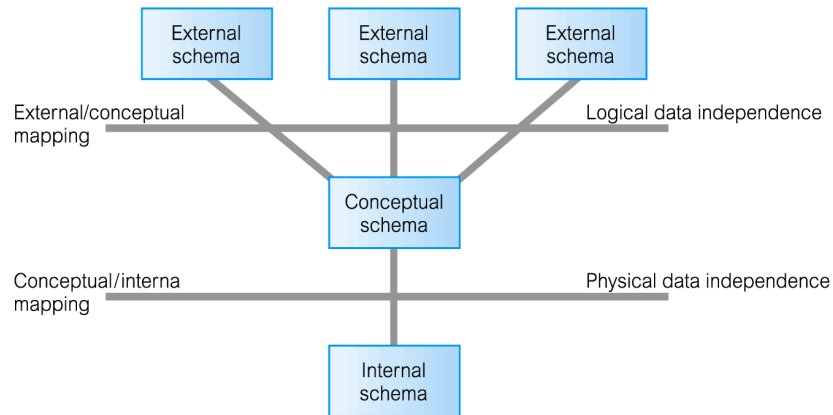 External
schema
External
schema
External
schema
External/conceptual
mapping
Logical data independence
Conceptual
schema
Conceptual/interna
mapping
Physical data independence
Internal
schema